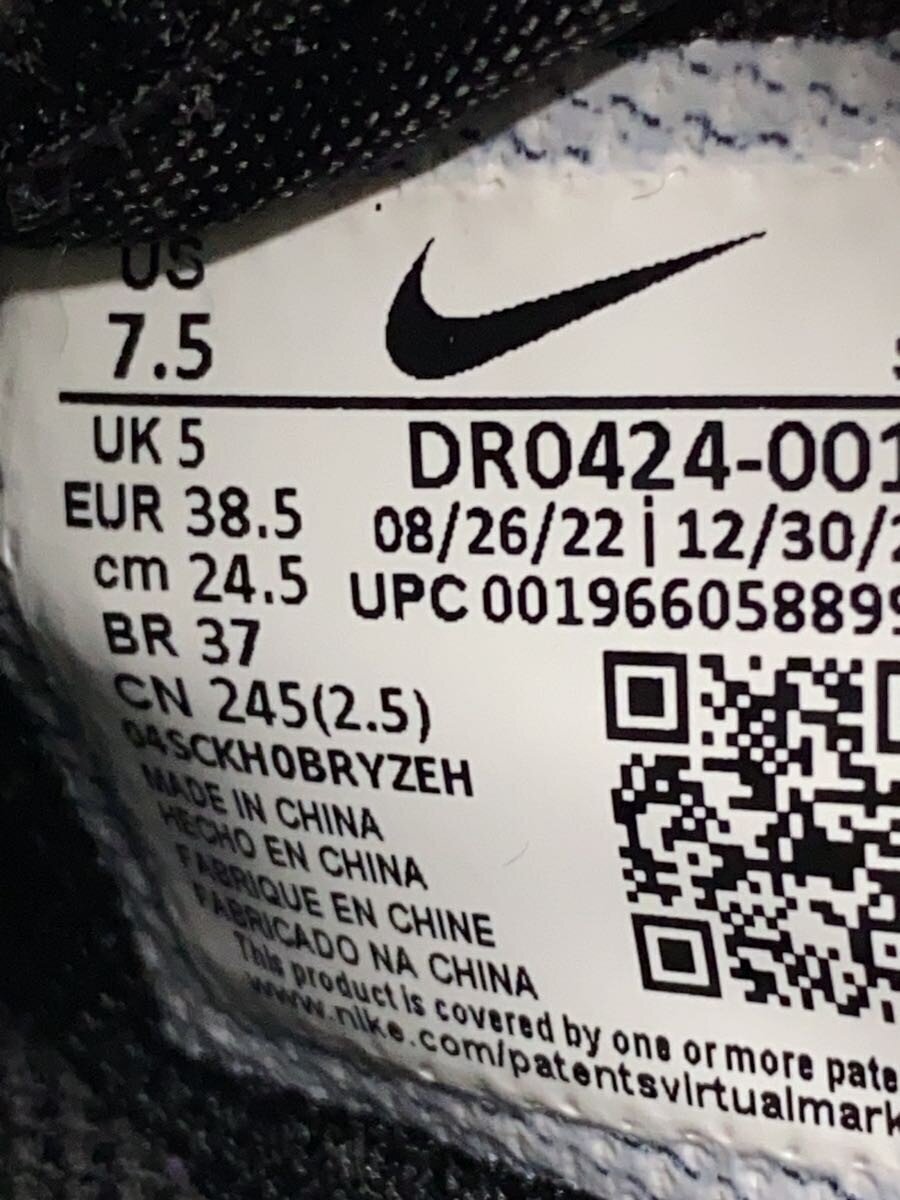 US
7.5
UK 5
DR0424-001
EUR 38.5
08/26/22 | 12/30/2
cm 24.5
UPC 001966058899
BR 37
CN 245(2.5)
04SCKH0BRYZEH
MADE IN CHINA
HECHO EN CHINA
FABRIQUE EN CHINE
FABRICADO NA CHINA
This product is covered by one or more pate
www.nike.com/patentsvirtualmark